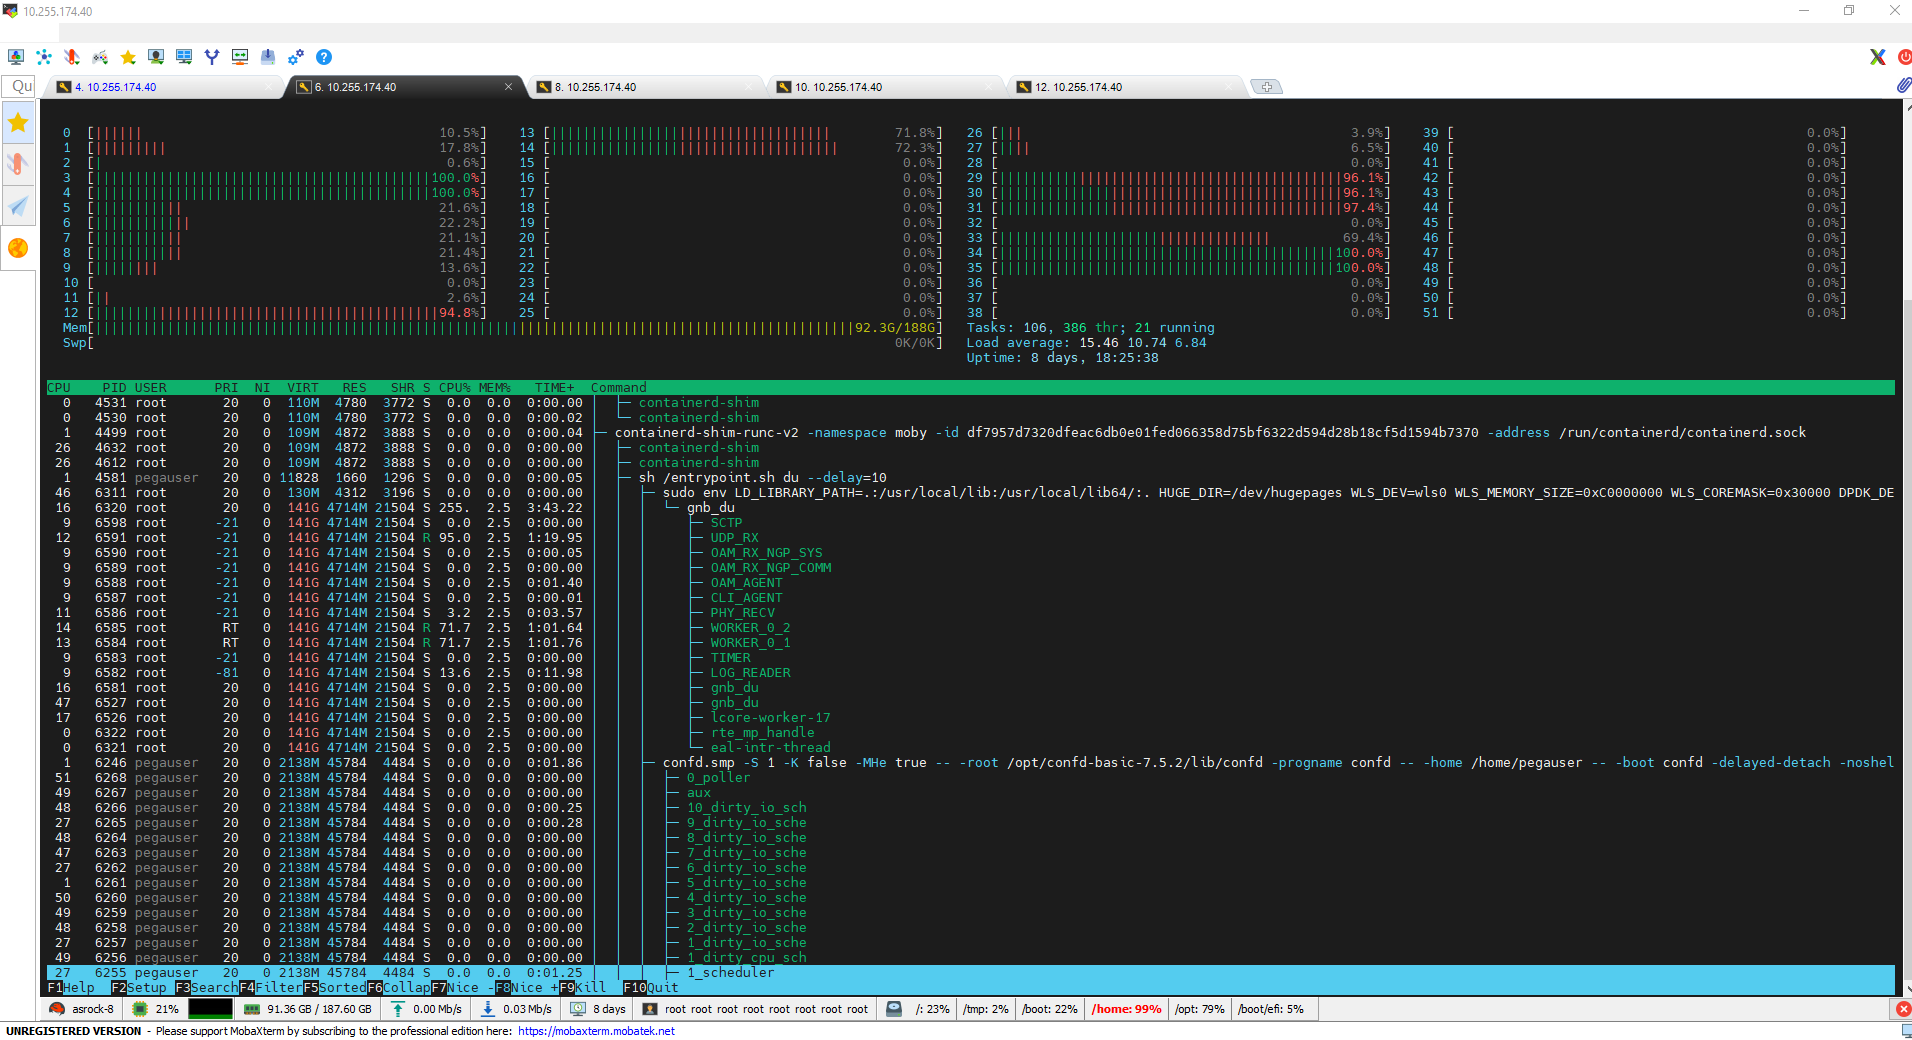 10.255.174.40
Qu
4. 10.255.174.40
6. 10.255.174.40
8. 10.255.174.40
10. 10.255.174.40
12. 10.255.174.40
0 [|||||| 10.5%] 13 [||||||||||||||||||||||||||||||||||| 71.8%] 26 [||| 3.9%] 39 [ 0.0%]
1 [||||||||| 17.8%] 14 [|||||||||||||||||||||||||||||||||||| 72.3%] 27 [|||| 6.5%] 40 [ 0.0%]
2 [| 0.6%] 15 [ 0.0%] 28 [ 0.0%] 41 [ 0.0%]
3 [||||||||||||||||||||||||||||||||||||||||||100.0%] 16 [ 0.0%] 29 [|||||||||||||||||||||||||||||||||||||||||||96.1%] 42 [ 0.0%]
4 [||||||||||||||||||||||||||||||||||||||||||100.0%] 17 [ 0.0%] 30 [|||||||||||||||||||||||||||||||||||||||||||96.1%] 43 [ 0.0%]
5 [||||||||||| 21.6%] 18 [ 0.0%] 31 [|||||||||||||||||||||||||||||||||||||||||||97.4%] 44 [ 0.0%]
6 [|||||||||||| 22.2%] 19 [ 0.0%] 32 [ 0.0%] 45 [ 0.0%]
7 [||||||||||| 21.1%] 20 [ 0.0%] 33 [|||||||||||||||||||||||||||||||||| 69.4%] 46 [ 0.0%]
8 [||||||||||| 21.4%] 21 [ 0.0%] 34 [||||||||||||||||||||||||||||||||||||||||||100.0%] 47 [ 0.0%]
9 [|||||||| 13.6%] 22 [ 0.0%] 35 [||||||||||||||||||||||||||||||||||||||||||100.0%] 48 [ 0.0%]
10 [ 0.0%] 23 [ 0.0%] 36 [ 0.0%] 49 [ 0.0%]
11 [|| 2.6%] 24 [ 0.0%] 37 [ 0.0%] 50 [ 0.0%]
12 [|||||||||||||||||||||||||||||||||||||||||||94.8%] 25 [ 0.0%] 38 [ 0.0%] 51 [ 0.0%]
Mem[|||||||||||||||||||||||||||||||||||||||||||||||||||||||||||||||||||||||||||||||||||||||||||||||92.3G/188G] Tasks: 106, 386 thr; 21 running
Swp[ 0K/0K] Load average: 15.46 10.74 6.84
Uptime: 8 days, 18:25:38
CPU PID USER PRI NI VIRT RES SHR S CPU% MEM% TIME+ Command
0 4531 root 20 0 110M 4780 3772 S 0.0 0.0 0:00.00 containerd-shim
0 4530 root 20 0 110M 4780 3772 S 0.0 0.0 0:00.02 containerd-shim
1 4499 root 20 0 109M 4872 3888 S 0.0 0.0 0:00.04 containerd-shim-runc-v2 -namespace moby -id df7957d7320dfeac6db0e01fed066358d75bf6322d594d28b18cf5d1594b7370 -address /run/containerd/containerd.sock
26 4632 root 20 0 109M 4872 3888 S 0.0 0.0 0:00.00 containerd-shim
26 4612 root 20 0 109M 4872 3888 S 0.0 0.0 0:00.00 containerd-shim
1 4581 pegauser 20 0 11828 1660 1296 S 0.0 0.0 0:00.05 sh /entrypoint.sh du --delay=10
46 6311 root 20 0 130M 4312 3196 S 0.0 0.0 0:00.00 sudo env LD_LIBRARY_PATH=.:/usr/local/lib:/usr/local/lib64/:. HUGE_DIR=/dev/hugepages WLS_DEV=wls0 WLS_MEMORY_SIZE=0xC0000000 WLS_COREMASK=0x30000 DPDK_DE
16 6320 root 20 0 141G 4714M 21504 S 255. 2.5 3:43.22 gnb_du
9 6598 root -21 0 141G 4714M 21504 S 0.0 2.5 0:00.00 SCTP
12 6591 root -21 0 141G 4714M 21504 R 95.0 2.5 1:19.95 UDP_RX
9 6590 root -21 0 141G 4714M 21504 S 0.0 2.5 0:00.05 OAM_RX_NGP_SYS
9 6589 root -21 0 141G 4714M 21504 S 0.0 2.5 0:00.00 OAM_RX_NGP_COMM
9 6588 root -21 0 141G 4714M 21504 S 0.0 2.5 0:01.40 OAM_AGENT
9 6587 root -21 0 141G 4714M 21504 S 0.0 2.5 0:00.01 CLI_AGENT
11 6586 root -21 0 141G 4714M 21504 S 3.2 2.5 0:03.57 PHY_RECV
14 6585 root RT 0 141G 4714M 21504 R 71.7 2.5 1:01.64 WORKER_0_2
13 6584 root RT 0 141G 4714M 21504 R 71.7 2.5 1:01.76 WORKER_0_1
9 6583 root -21 0 141G 4714M 21504 S 0.0 2.5 0:00.00 TIMER
9 6582 root -81 0 141G 4714M 21504 S 13.6 2.5 0:11.98 LOG_READER
16 6581 root 20 0 141G 4714M 21504 S 0.0 2.5 0:00.00 gnb_du
47 6527 root 20 0 141G 4714M 21504 S 0.0 2.5 0:00.00 gnb_du
17 6526 root 20 0 141G 4714M 21504 S 0.0 2.5 0:00.00 lcore-worker-17
0 6322 root 20 0 141G 4714M 21504 S 0.0 2.5 0:00.00 rte_mp_handle
0 6321 root 20 0 141G 4714M 21504 S 0.0 2.5 0:00.00 eal-intr-thread
1 6246 pegauser 20 0 2138M 45784 4484 S 0.0 0.0 0:01.86 confd.smp -S 1 -K false -MHe true -- -root /opt/confd-basic-7.5.2/lib/confd -progname confd -- -home /home/pegauser -- -boot confd -delayed-detach -noshel
51 6268 pegauser 20 0 2138M 45784 4484 S 0.0 0.0 0:00.00 0_poller
49 6267 pegauser 20 0 2138M 45784 4484 S 0.0 0.0 0:00.00 aux
48 6266 pegauser 20 0 2138M 45784 4484 S 0.0 0.0 0:00.25 10_dirty_io_sch
27 6265 pegauser 20 0 2138M 45784 4484 S 0.0 0.0 0:00.28 9_dirty_io_sche
48 6264 pegauser 20 0 2138M 45784 4484 S 0.0 0.0 0:00.00 8_dirty_io_sche
47 6263 pegauser 20 0 2138M 45784 4484 S 0.0 0.0 0:00.00 7_dirty_io_sche
27 6262 pegauser 20 0 2138M 45784 4484 S 0.0 0.0 0:00.00 6_dirty_io_sche
1 6261 pegauser 20 0 2138M 45784 4484 S 0.0 0.0 0:00.00 5_dirty_io_sche
50 6260 pegauser 20 0 2138M 45784 4484 S 0.0 0.0 0:00.00 4_dirty_io_sche
49 6259 pegauser 20 0 2138M 45784 4484 S 0.0 0.0 0:00.00 3_dirty_io_sche
48 6258 pegauser 20 0 2138M 45784 4484 S 0.0 0.0 0:00.00 2_dirty_io_sche
27 6257 pegauser 20 0 2138M 45784 4484 S 0.0 0.0 0:00.00 1_dirty_io_sche
49 6256 pegauser 20 0 2138M 45784 4484 S 0.0 0.0 0:00.00 1_dirty_cpu_sch
27 6255 pegauser 20 0 2138M 45784 4484 S 0.0 0.0 0:01.25 1_scheduler
F1Help F2Setup F3SearchF4FilterF5SortedF6CollapF7Nice -F8Nice +F9Kill F10Quit
asrock-8 21% 91.36 GB / 187.60 GB 0.00 Mb/s 0.03 Mb/s 8 days root root root root root root root root /: 23% /tmp: 2% /boot: 22% /home: 99% /opt: 79% /boot/efi: 5%
UNREGISTERED VERSION - Please support MobaXterm by subscribing to the professional edition here: https://mobaxterm.mobatek.net